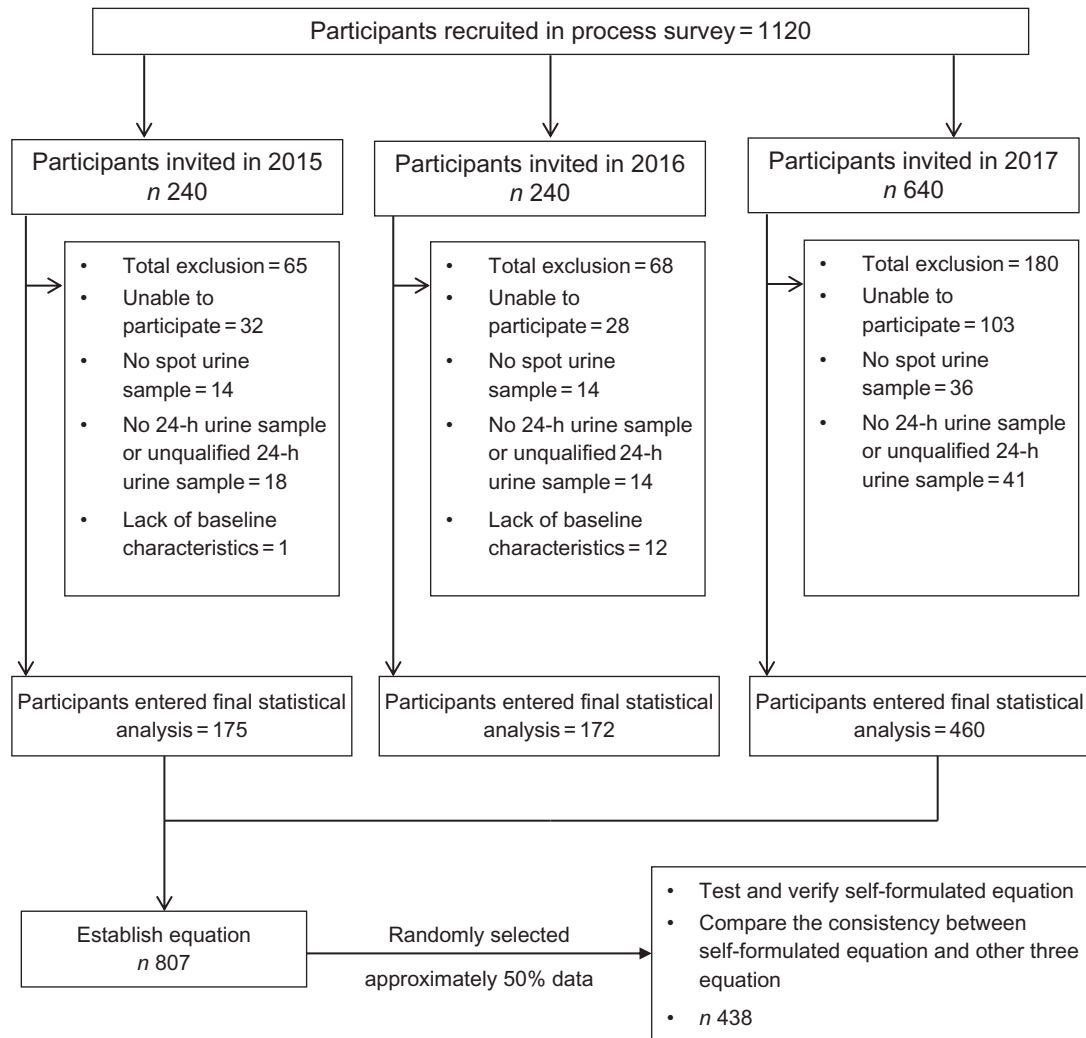 Participants recruited in process survey = 1120
Participants invited in 2015
n 240
Participants invited in 2016
n 240
Participants invited in 2017
n 640
• Total exclusion = 65
• Unable to
participate = 32
• No spot urine
sample = 14
• No 24-h urine sample
or unqualified 24-h
urine sample = 18
• Lack of baseline
characteristics = 1
• Total exclusion = 68
• Unable to
participate = 28
• No spot urine
sample = 14
• No 24-h urine sample
or unqualified 24-h
urine sample = 14
• Lack of baseline
characteristics = 12
• Total exclusion = 180
• Unable to
participate = 103
• No spot urine
sample = 36
• No 24-h urine sample
or unqualified 24-h
urine sample = 41
Participants entered final statistical
analysis = 175
Participants entered final statistical
analysis = 172
Participants entered final statistical
analysis = 460
Establish equation
n 807
Randomly selected
approximately 50% data
• Test and verify self-formulated equation
• Compare the consistency between
self-formulated equation and other three
equation
• n 438